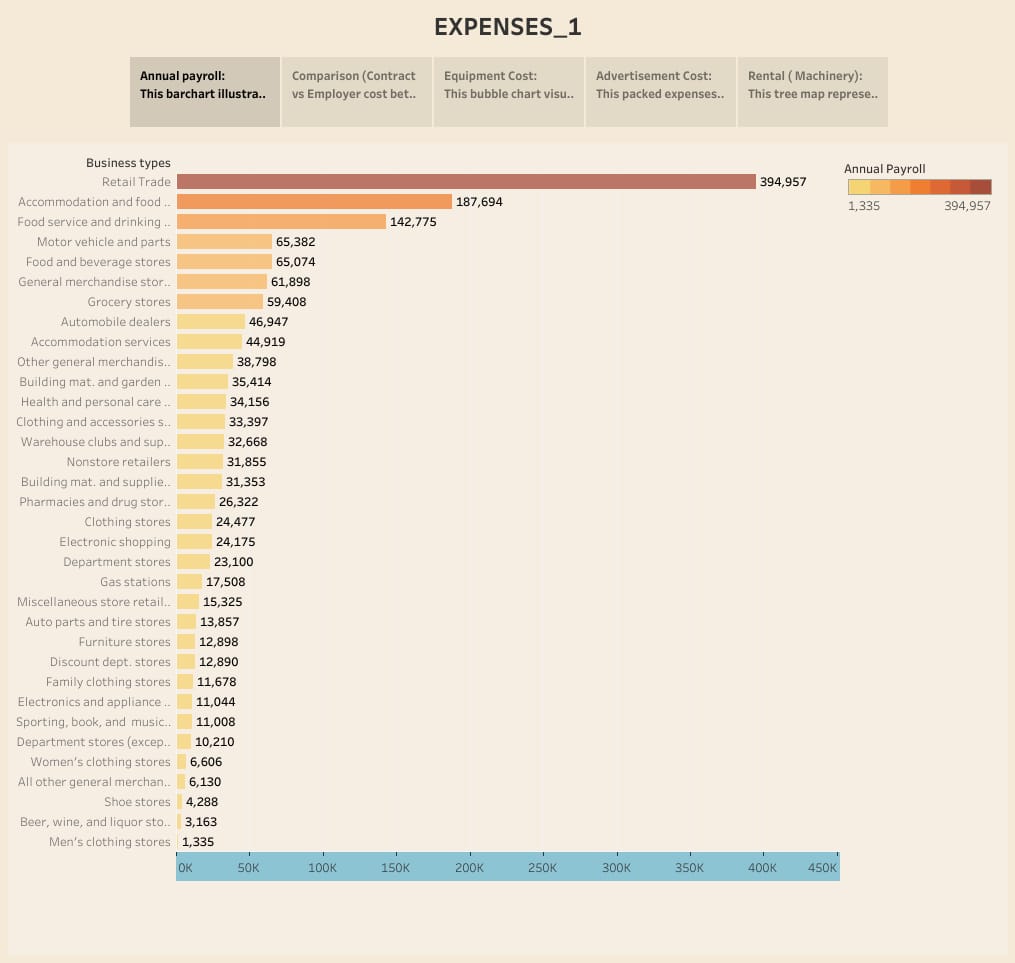 EXPENSES_1
Annual payroll:
This barchart illustra..
Comparison (Contract
vs Employer cost bet..
Equipment Cost:
This bubble chart visu..
Advertisement Cost:
This packed expenses..
Rental ( Machinery):
This tree map represe..
Business types
Retail Trade 394,957
Accommodation and food .. 187,694
Food service and drinking .. 142,775
Motor vehicle and parts 65,382
Food and beverage stores 65,074
General merchandise stor.. 61,898
Grocery stores 59,408
Automobile dealers 46,947
Accommodation services 44,919
Other general merchandis.. 38,798
Building mat. and garden .. 35,414
Health and personal care .. 34,156
Clothing and accessories s.. 33,397
Warehouse clubs and sup.. 32,668
Nonstore retailers 31,855
Building mat. and supplie.. 31,353
Pharmacies and drug stor.. 26,322
Clothing stores 24,477
Electronic shopping 24,175
Department stores 23,100
Gas stations 17,508
Miscellaneous store retail.. 15,325
Auto parts and tire stores 13,857
Furniture stores 12,898
Discount dept. stores 12,890
Family clothing stores 11,678
Electronics and appliance .. 11,044
Sporting, book, and music.. 11,008
Department stores (excep.. 10,210
Women's clothing stores 6,606
All other general merchan.. 6,130
Shoe stores 4,288
Beer, wine, and liquor sto.. 3,163
Men's clothing stores 1,335
0K 50K 100K 150K 200K 250K 300K 350K 400K 450K
Annual Payroll
1,335 394,957